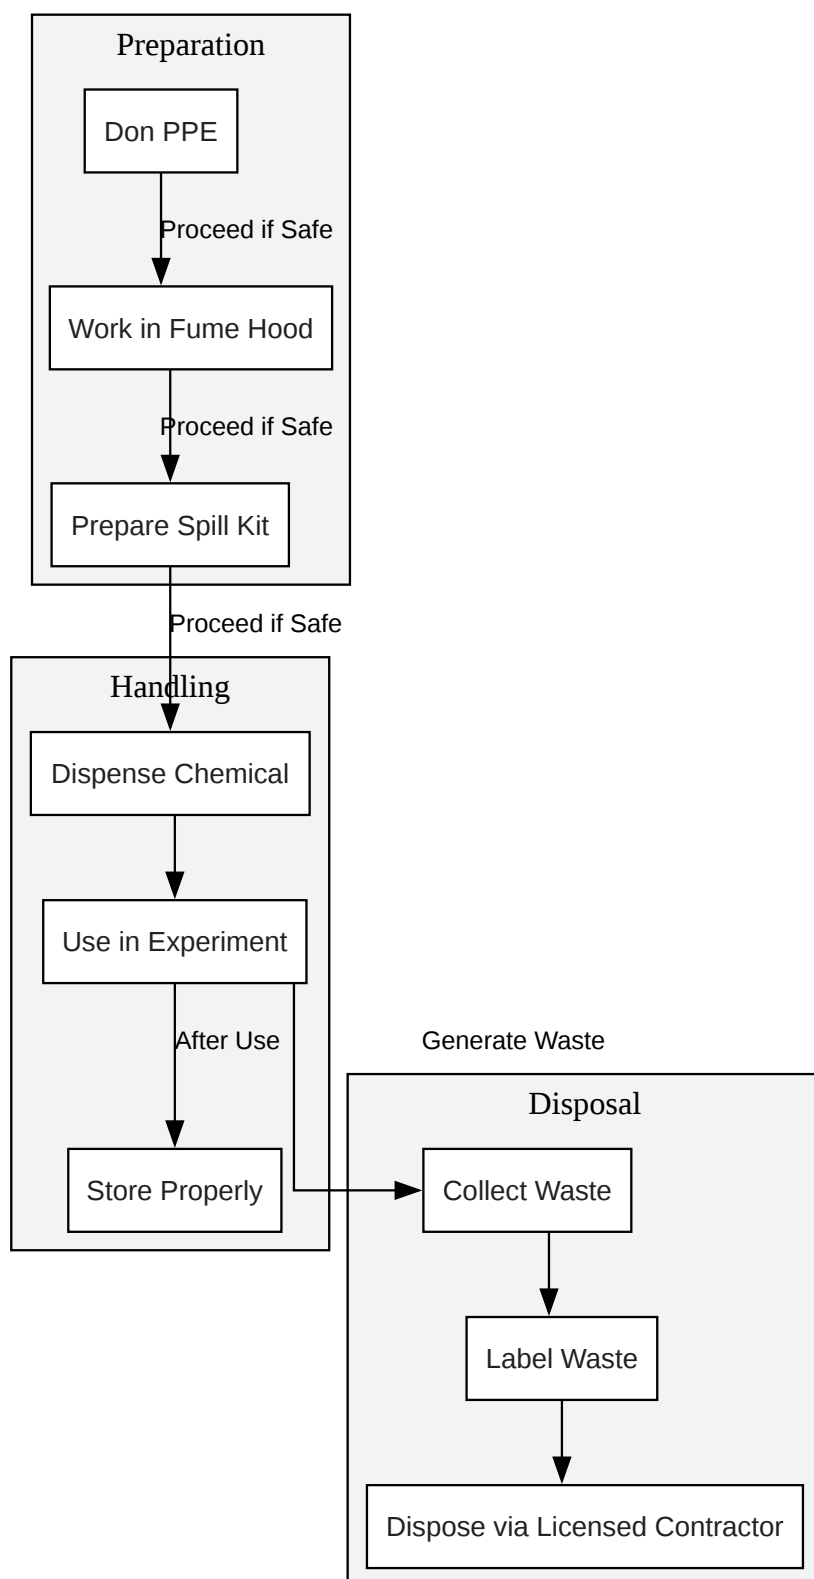 Preparation
Don PPE
Proceed if Safe
Work in Fume Hood
Proceed if Safe
Prepare Spill Kit
Proceed if Safe
Handling
Dispense Chemical
Use in Experiment
After Use
Generate Waste
Disposal
Store Properly
Collect Waste
Label Waste
Dispose via Licensed Contractor